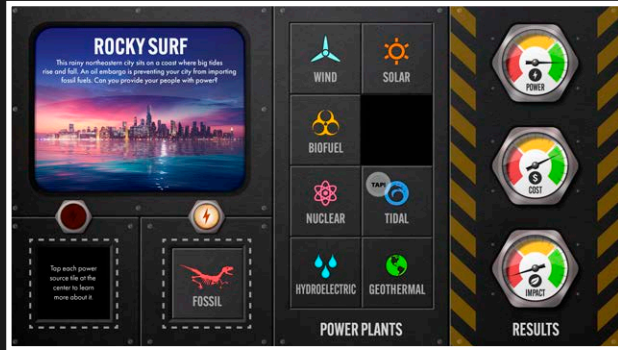 ROCKY SURF
This rainy northeastern city sits on a coast where big tides
rise and fall. An oil embargo is preventing your city from importing
fossil fuels. Can you provide your people with power?
WIND
SOLAR
BIOFUEL
NUCLEAR
TAP!
TIDAL
HYDROELECTRIC
GEOTHERMAL
POWER PLANTS
Tap each power
source tile at the
center to learn
more about it.
FOSSIL
POWER
$
COST
IMPACT
RESULTS